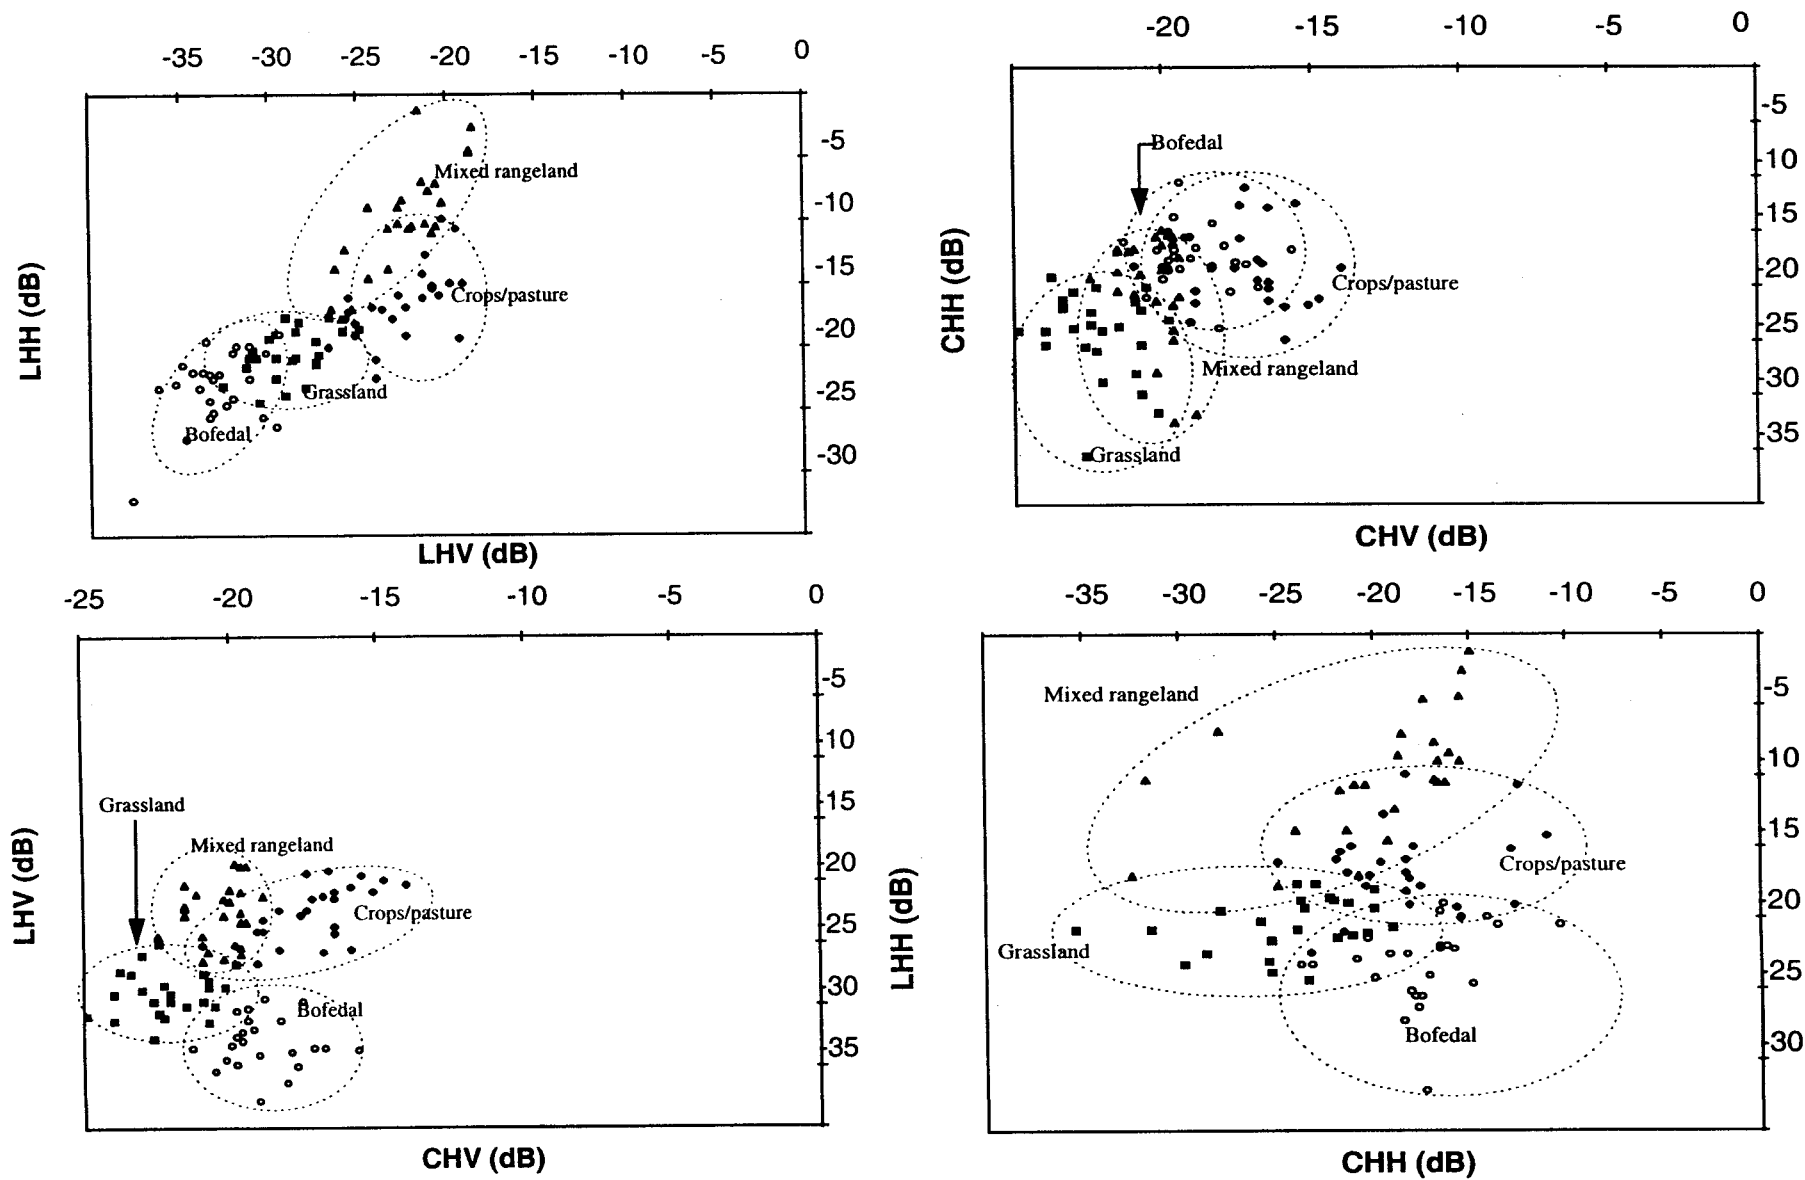 -35 -30 -25 -20 -15 -10 -5 0
-5
Mixed rangeland
-10
-15
Crops/pasture
-20
Grassland
-25
Bofedal
-30
LHH (dB)
LHV (dB)
-20 -15 -10 -5 0
-5
Bofedal
-10
-15
-20
Crops/pasture
-25
Mixed rangeland
-30
-35
Grassland
CHH (dB)
CHV (dB)
-25 -20 -15 -10 -5 0
-5
-10
Grassland
-15
Mixed rangeland
-20
Crops/pasture
-25
-30
Bofedal
-35
LHV (dB)
CHV (dB)
-35 -30 -25 -20 -15 -10 -5 0
Mixed rangeland
-5
-10
-15
Crops/pasture
-20
Grassland
-25
Bofedal
-30
LHH (dB)
CHH (dB)